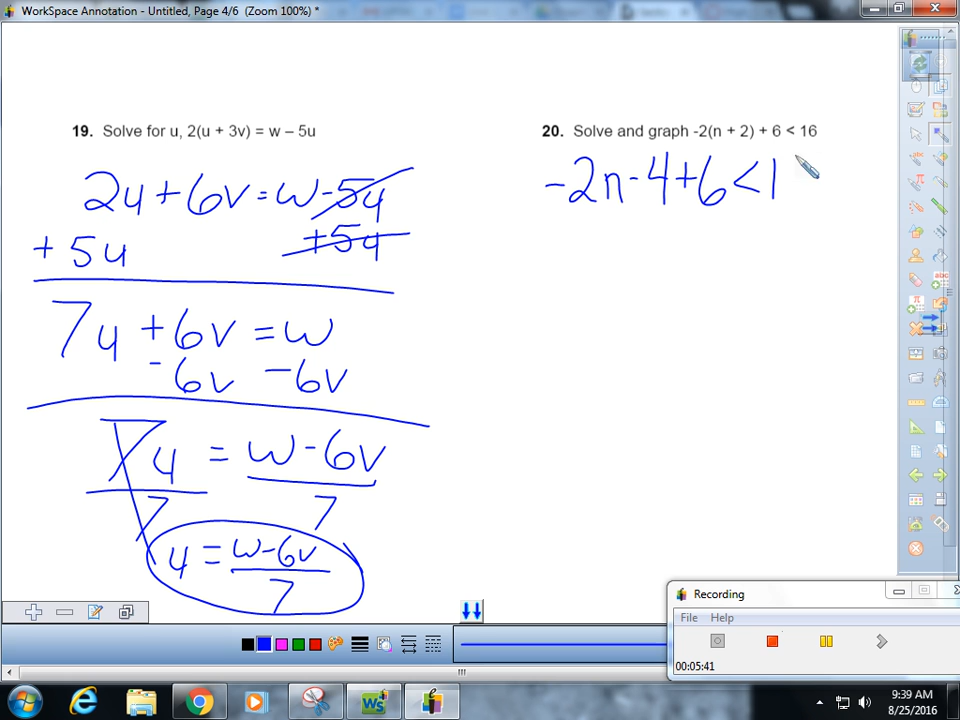 WorkSpace Annotation - Untitled, Page 4/6 (Zoom 100%) *
19. Solve for u, 2(u + 3v) = w – 5u
2u + 6v = w - 5u
+ 5u + 5u
7u + 6v = w
- 6v - 6v
7u = w - 6v
7 7
u = w - 6v
7
20. Solve and graph -2(n + 2) + 6 < 16
-2n - 4 + 6 < 1
Recording
File Help
00:05:41
9:39 AM
8/25/2016